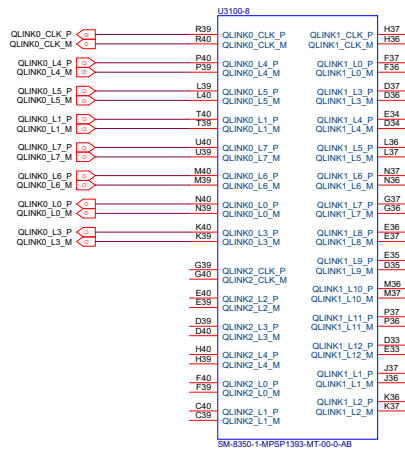 U3100-8
QLINK0_CLK_P R39 QLINK0_CLK_P QLINK1_CLK_P H37
QLINK0_CLK_M R40 QLINK0_CLK_M QLINK1_CLK_M H36
QLINK0_L4_P P40 QLINK0_L4_P QLINK1_L0_P F37
QLINK0_L4_M P39 QLINK0_L4_M QLINK1_L0_M F36
QLINK0_L5_P L39 QLINK0_L5_P QLINK1_L3_P D37
QLINK0_L5_M L40 QLINK0_L5_M QLINK1_L3_M D36
QLINK0_L1_P T40 QLINK0_L1_P QLINK1_L4_P E34
QLINK0_L1_M T39 QLINK0_L1_M QLINK1_L4_M D34
QLINK0_L7_P U40 QLINK0_L7_P QLINK1_L5_P L36
QLINK0_L7_M U39 QLINK0_L7_M QLINK1_L5_M L37
QLINK0_L6_P M40 QLINK0_L6_P QLINK1_L6_P N37
QLINK0_L6_M M39 QLINK0_L6_M QLINK1_L6_M N36
QLINK0_L0_P N40 QLINK0_L0_P QLINK1_L7_P G37
QLINK0_L0_M N39 QLINK0_L0_M QLINK1_L7_M G36
QLINK0_L3_P K40 QLINK0_L3_P QLINK1_L8_P E36
QLINK0_L3_M K39 QLINK0_L3_M QLINK1_L8_M E37
G39 QLINK2_CLK_P QLINK1_L9_P E35
G40 QLINK2_CLK_M QLINK1_L9_M D35
E40 QLINK2_L2_P QLINK1_L10_P M36
E39 QLINK2_L2_M QLINK1_L10_M M37
D39 QLINK2_L3_P QLINK1_L11_P P37
D40 QLINK2_L3_M QLINK1_L11_M P36
H40 QLINK2_L4_P QLINK1_L12_P D33
H39 QLINK2_L4_M QLINK1_L12_M E33
F40 QLINK2_L0_P QLINK1_L1_P J37
F39 QLINK2_L0_M QLINK1_L1_M J36
C40 QLINK2_L1_P QLINK1_L2_P K36
C39 QLINK2_L1_M QLINK1_L2_M K37
SM-8350-1-MPSP1393-MT-00-0-AB